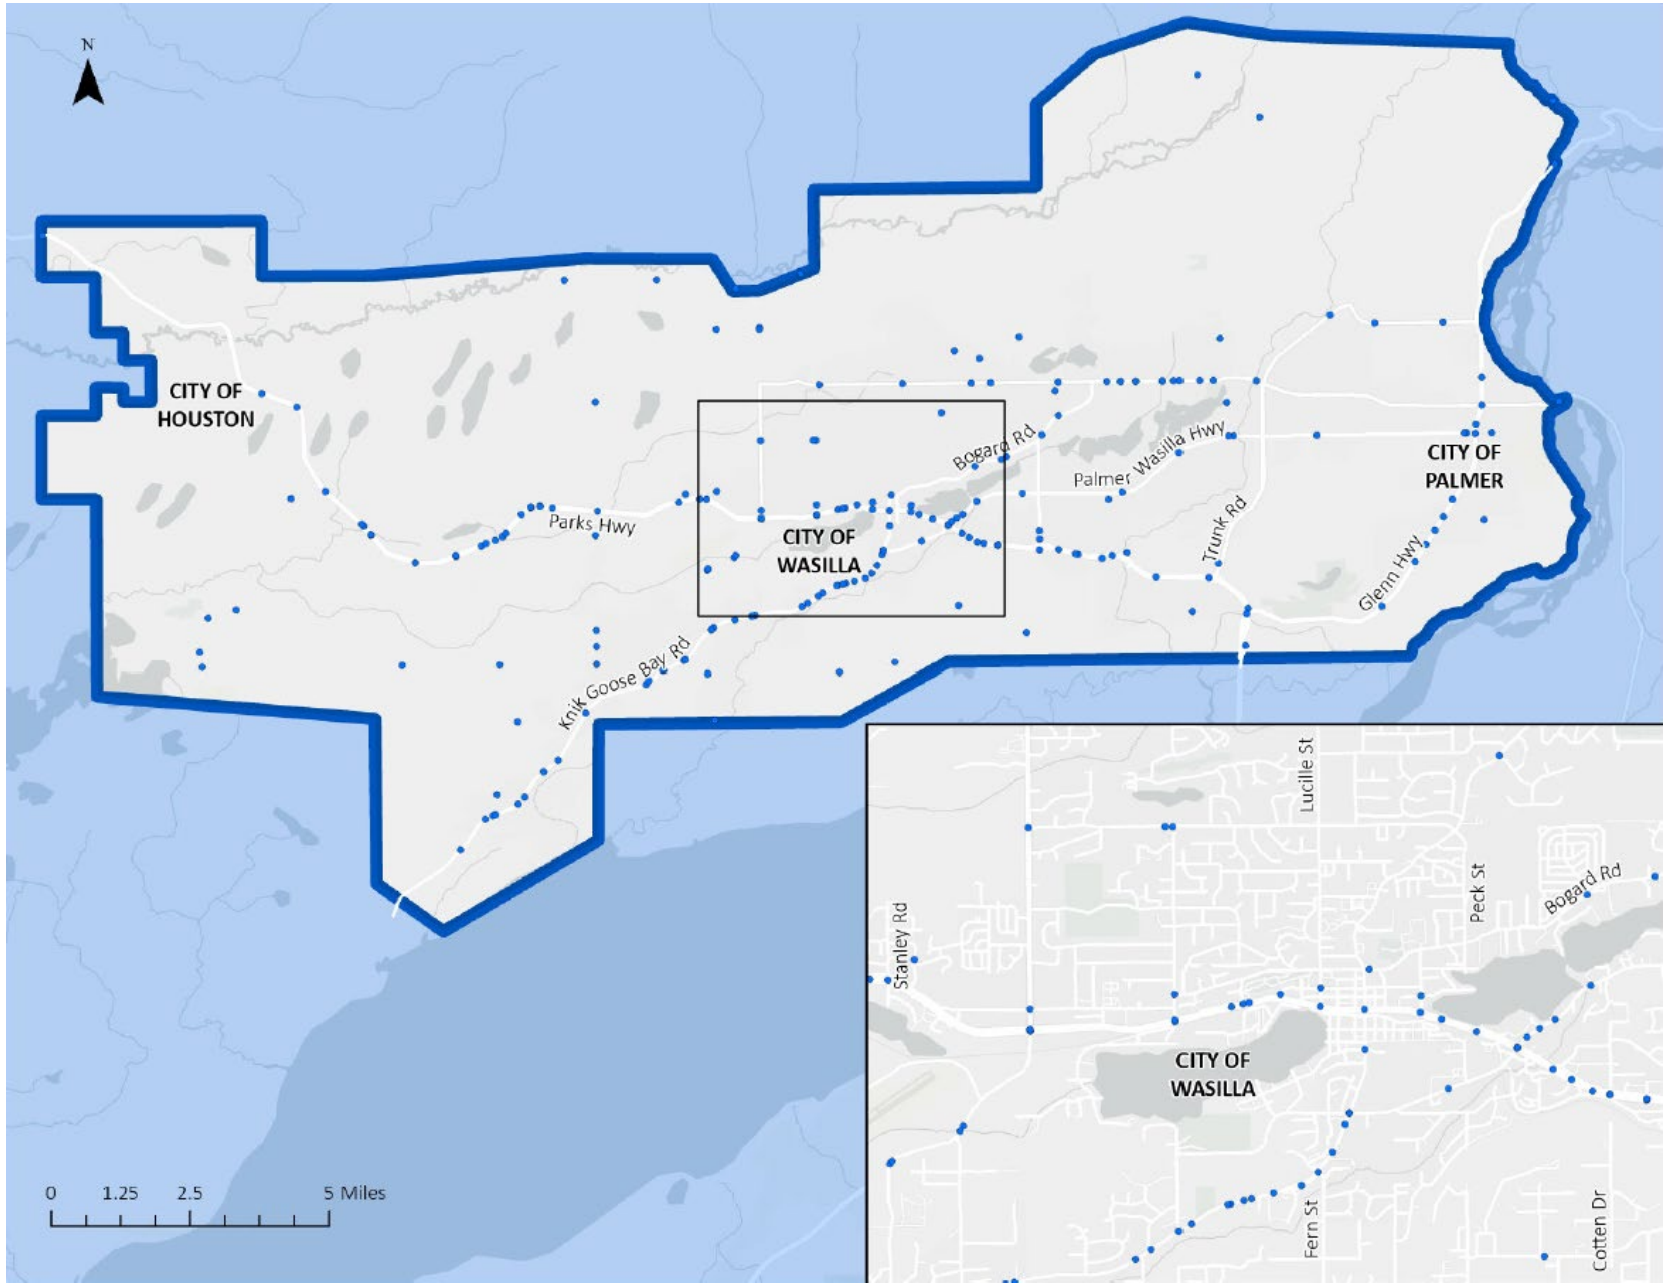 N
CITY OF
HOUSTON
Bogard Rd
Palmer Wasilla Hwy
CITY OF
PALMER
Parks Hwy
CITY OF
WASILLA
Trunk Rd
Glenn Hwy
Knik Goose Bay Rd
Lucille St
Peck St
Bogard Rd
Stanley Rd
CITY OF
WASILLA
Fern St
Cotten Dr
0 1.25 2.5 5 Miles